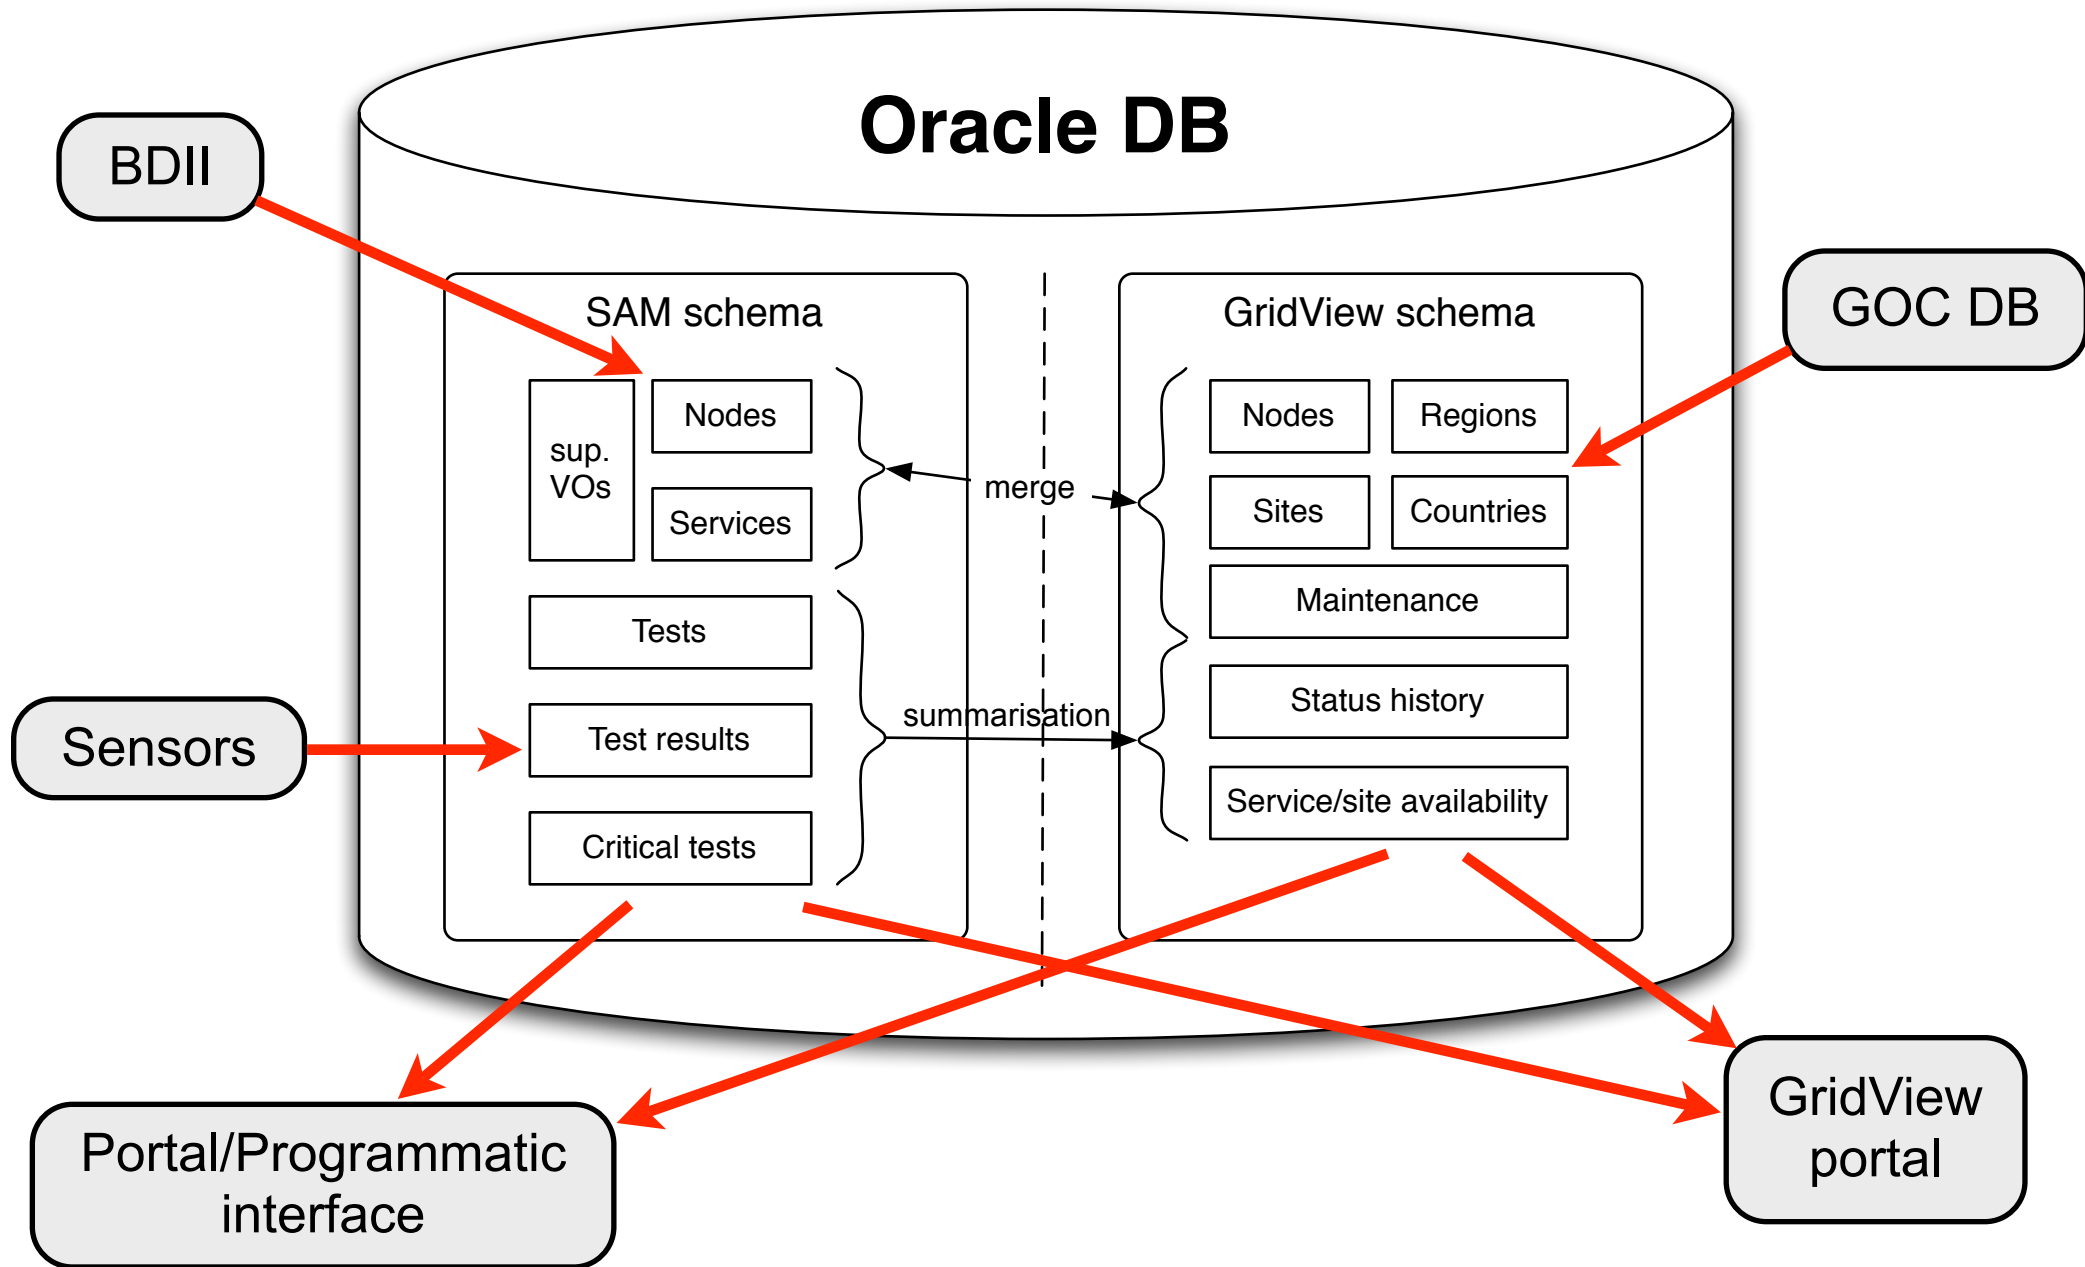 Oracle DB
BDII
GOC DB
SAM schema
GridView schema
sup.
VOs
Nodes
Services
Tests
Test results
Critical tests
merge
summarisation
Nodes
Regions
Sites
Countries
Maintenance
Status history
Service/site availability
Sensors
Portal/Programmatic
interface
GridView
portal